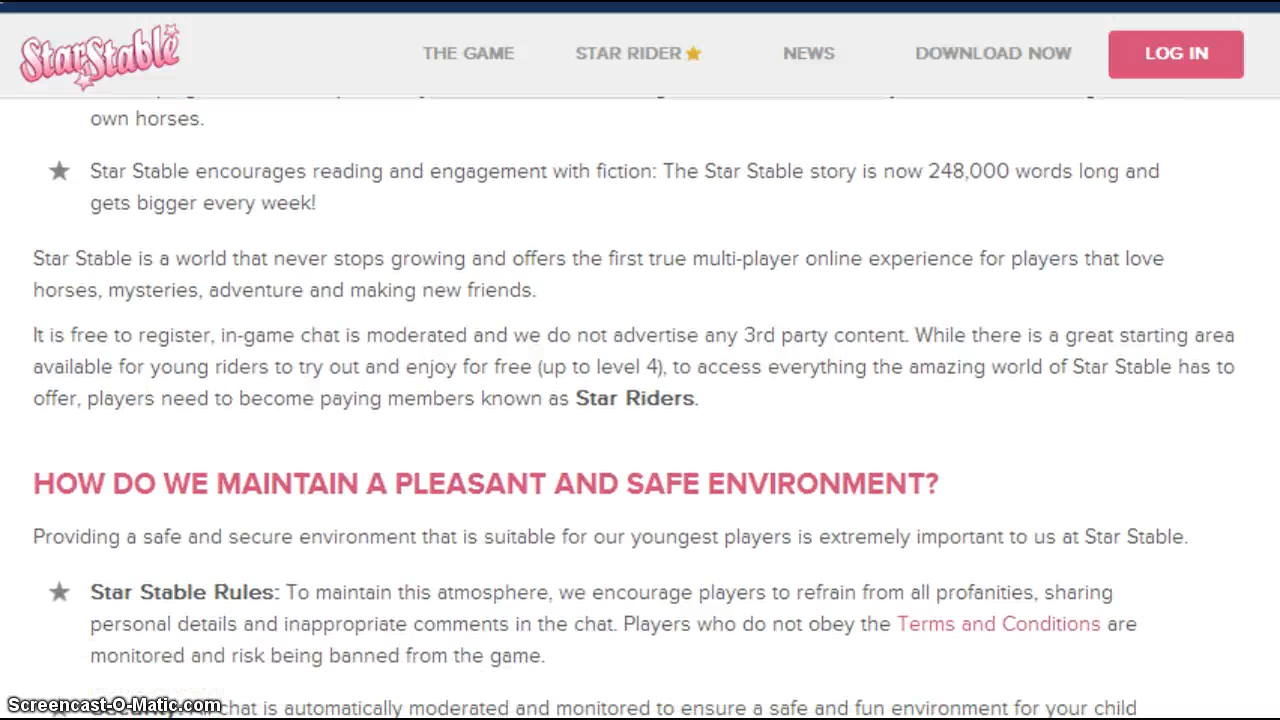 StarStable
THE GAME
STAR RIDER
NEWS
DOWNLOAD NOW
LOG IN
own horses.
Star Stable encourages reading and engagement with fiction: The Star Stable story is now 248,000 words long and
gets bigger every week!
Star Stable is a world that never stops growing and offers the first true multi-player online experience for players that love
horses, mysteries, adventure and making new friends.
It is free to register, in-game chat is moderated and we do not advertise any 3rd party content. While there is a great starting area
available for young riders to try out and enjoy for free (up to level 4), to access everything the amazing world of Star Stable has to
offer, players need to become paying members known as Star Riders.
HOW DO WE MAINTAIN A PLEASANT AND SAFE ENVIRONMENT?
Providing a safe and secure environment that is suitable for our youngest players is extremely important to us at Star Stable.
Star Stable Rules: To maintain this atmosphere, we encourage players to refrain from all profanities, sharing
personal details and inappropriate comments in the chat. Players who do not obey the Terms and Conditions are
monitored and risk being banned from the game.
Security: All chat is automatically moderated and monitored to ensure a safe and fun environment for your child
Screencast-O-Matic.com